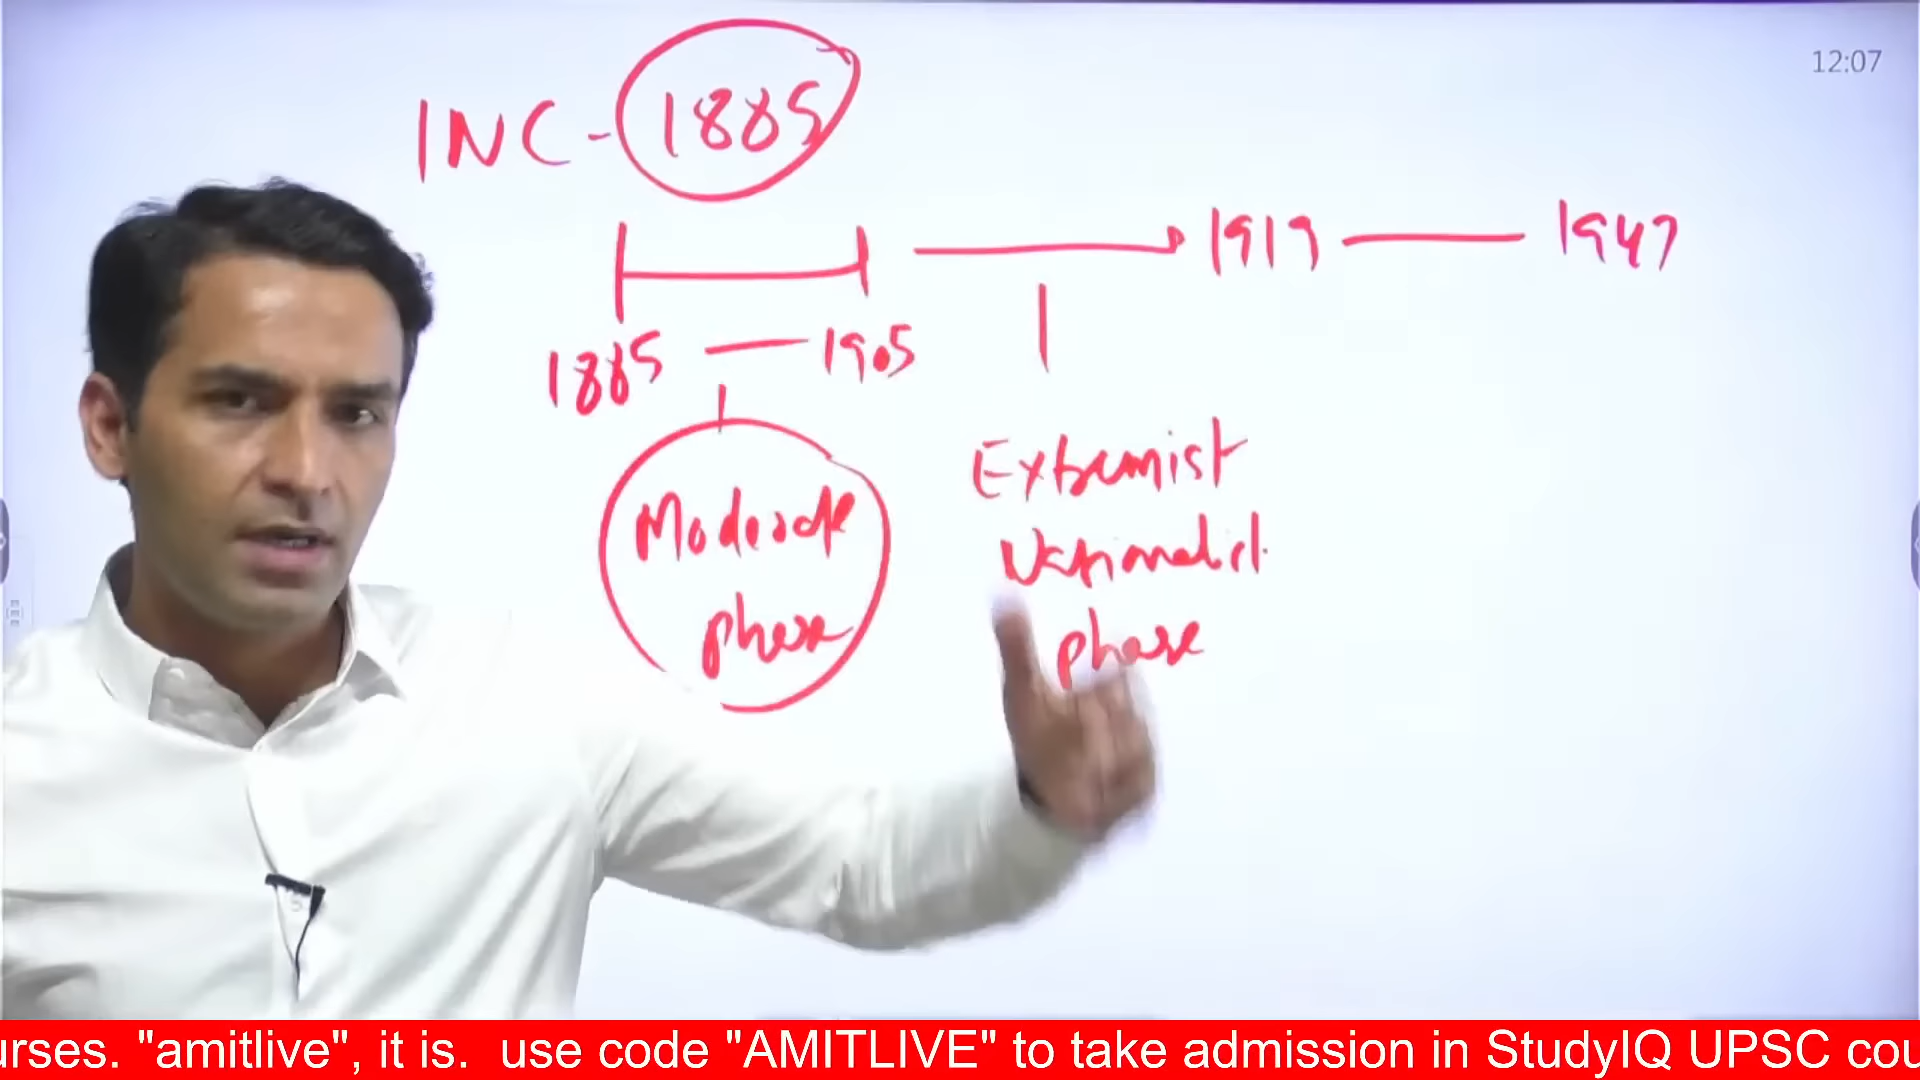 12:07
INC - 1885
1919 — 1947
1885 — 1905
Extremist
Moderate
Nationalist
phase
phase
urses. "amitlive", it is. use code "AMITLIVE" to take admission in StudyIQ UPSC cou